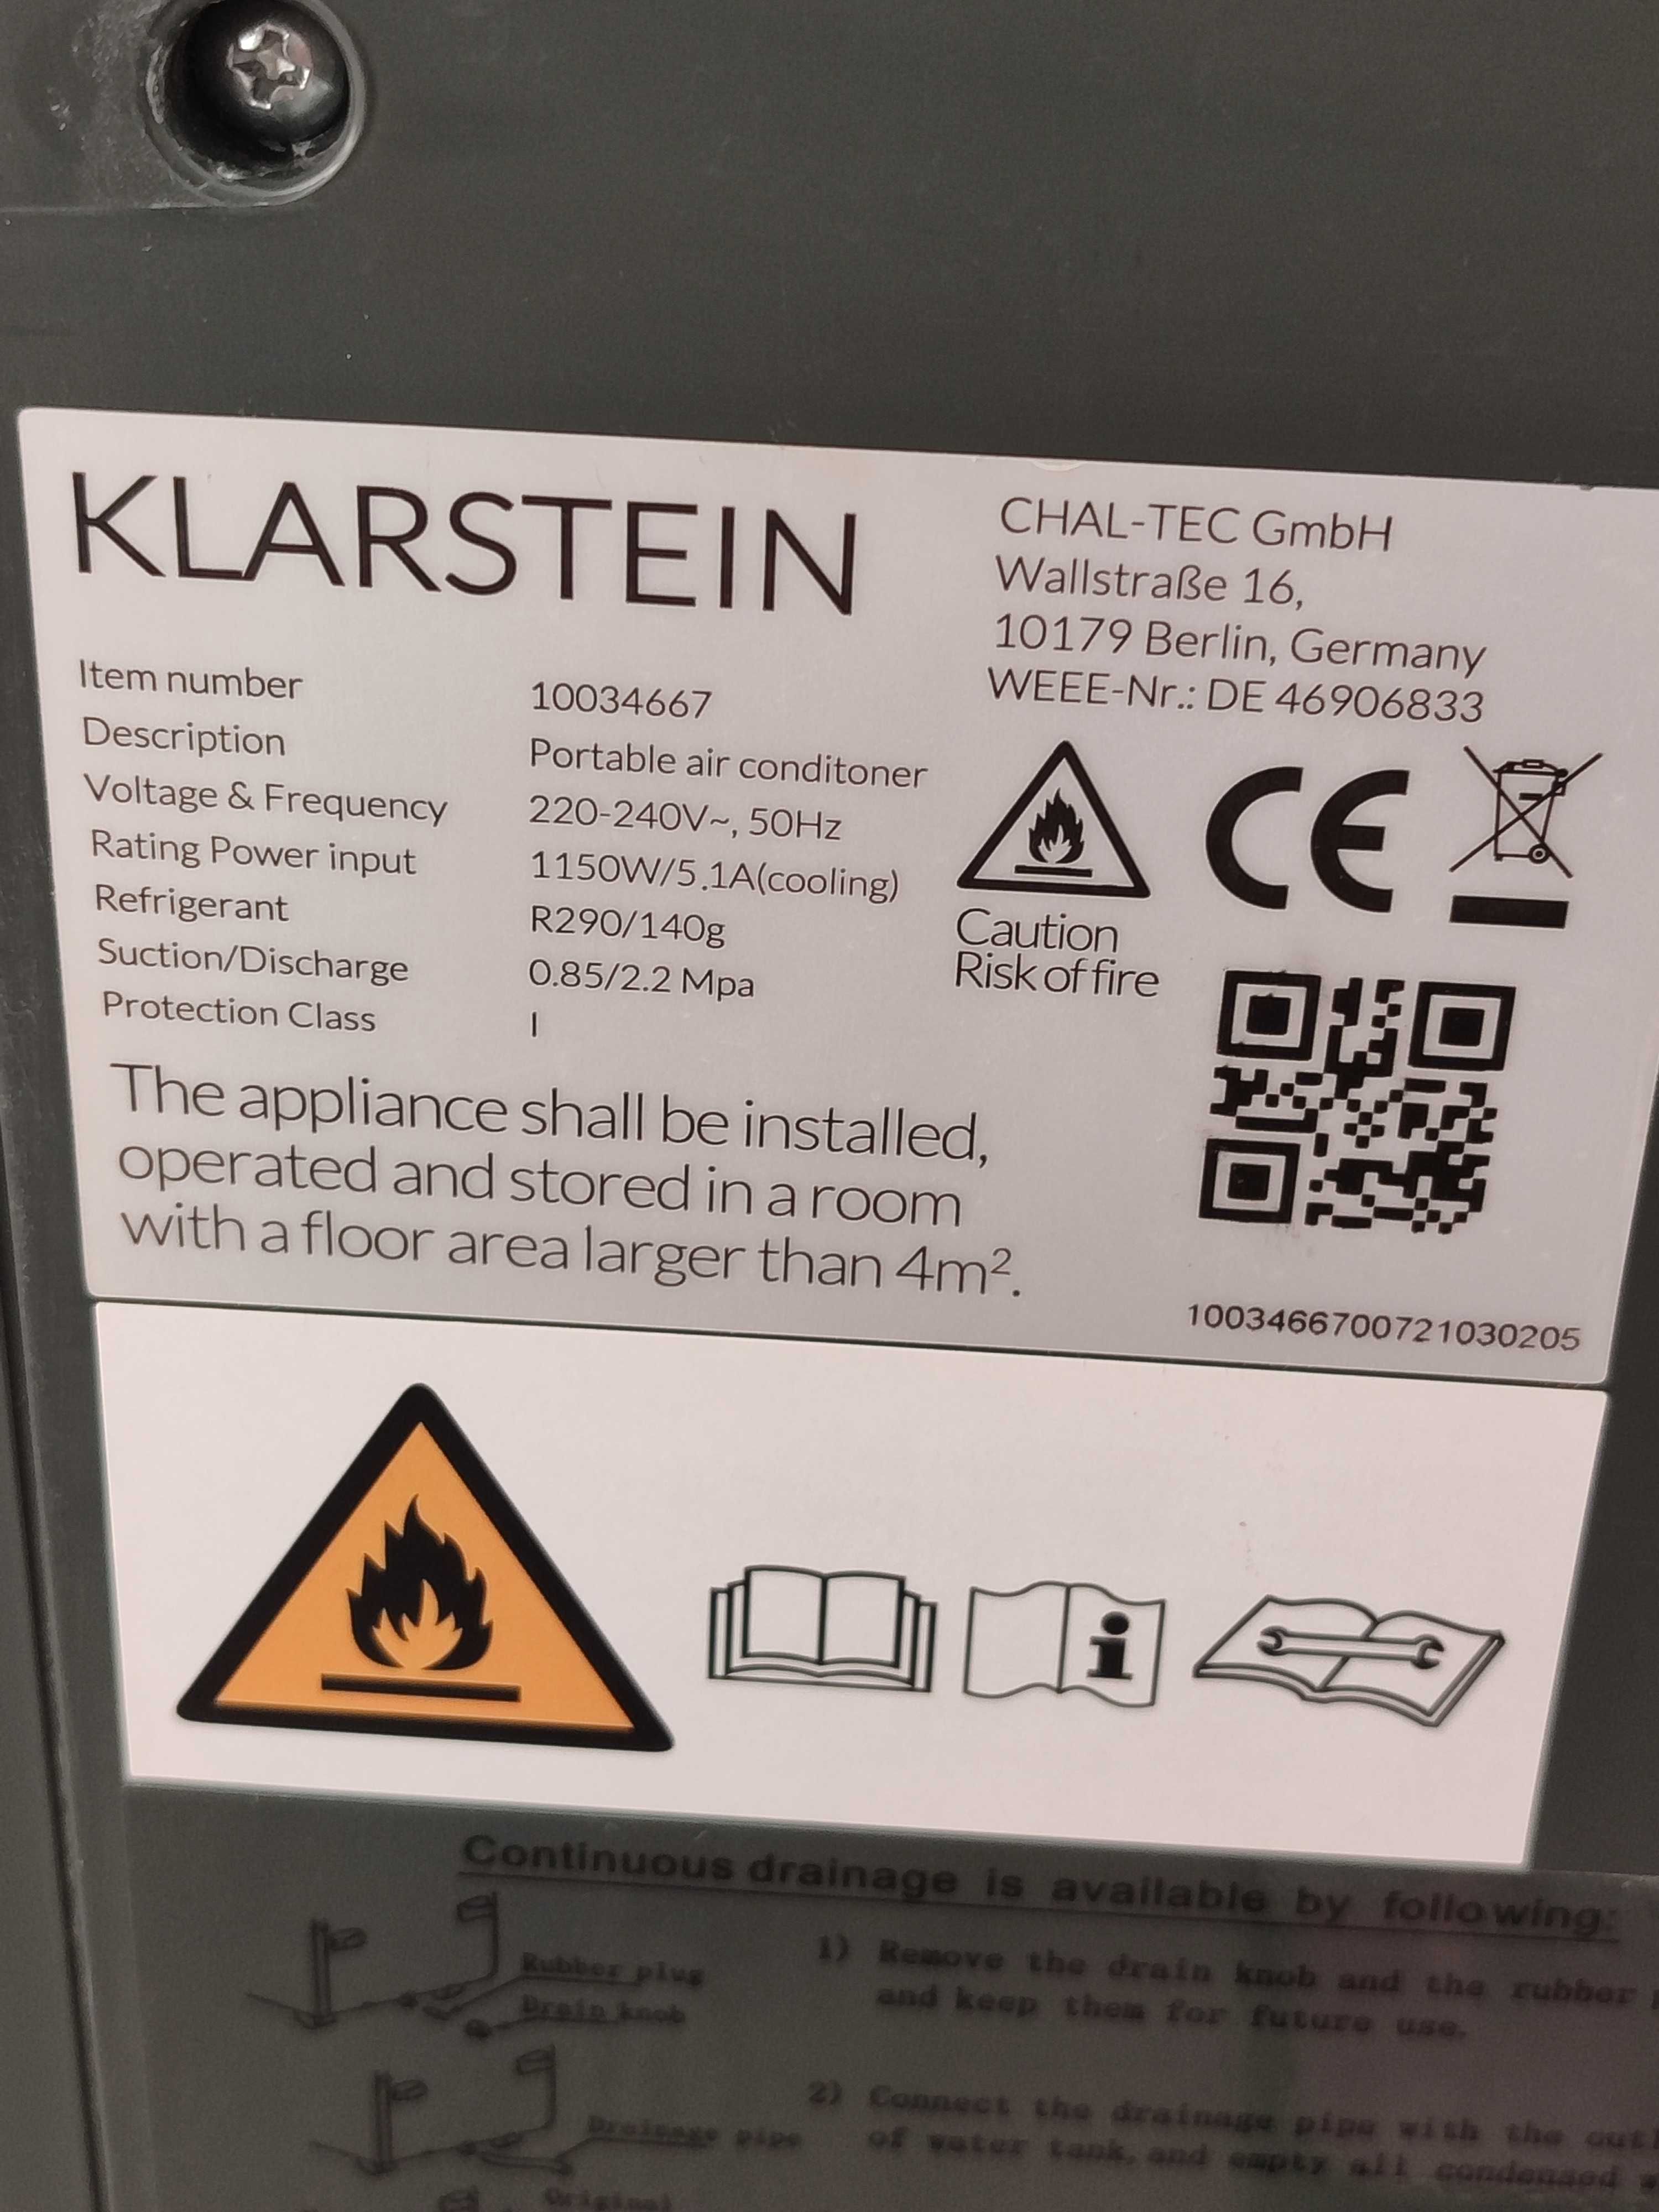 KLARSTEIN
Item number 10034667
Description Portable air conditoner
Voltage & Frequency 220-240V~, 50Hz
Rating Power input 1150W/5.1A(cooling)
Refrigerant R290/140g
Suction/Discharge 0.85/2.2 Mpa
Protection Class I
The appliance shall be installed,
operated and stored in a room
with a floor area larger than 4m².
CHAL-TEC GmbH
Wallstraße 16,
10179 Berlin, Germany
WEEE-Nr.: DE 46906833
Caution
Risk of fire
CE
1003466700721030205
i
Continuous drainage is available by following:
Rubber plug
Drain knob
1) Remove the drain knob and the rubber
and keep them for future use.
Drainage pipe
2) Connect the drainage pipe with the
of water tank, and empty all condensed
Original